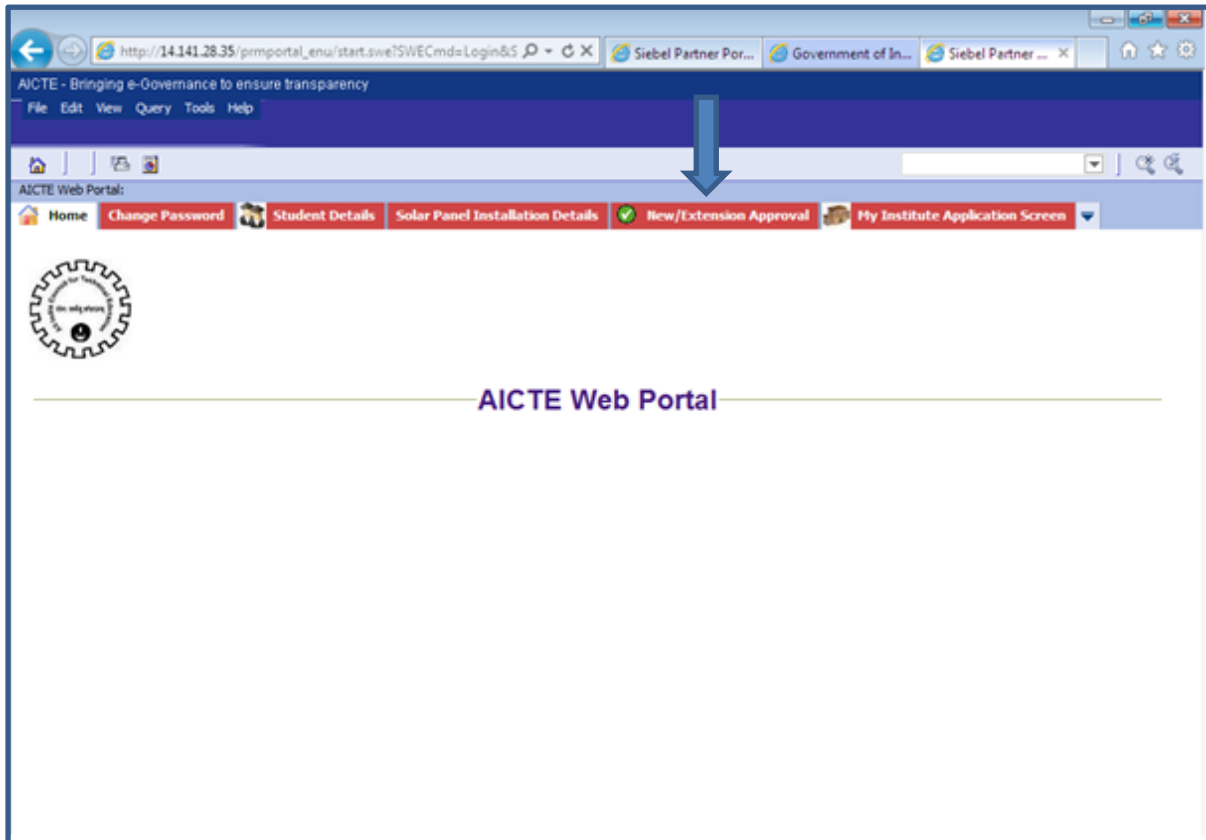 http://14.141.28.35/prmportal_enu/start.swe?SWECmd=Login&S
Siebel Partner Por...
Government of In...
Siebel Partner ...
AICTE - Bringing e-Governance to ensure transparency
File Edit View Query Tools Help
AICTE Web Portal:
Home Change Password Student Details Solar Panel Installation Details New/Extension Approval My Institute Application Screen
AICTE Web Portal